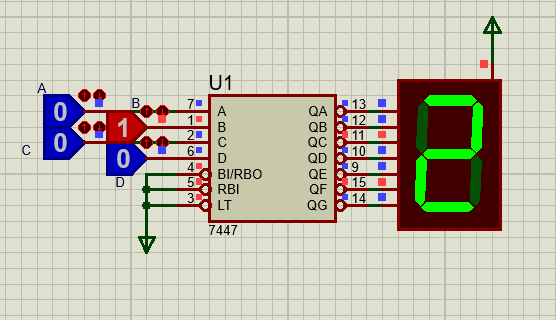 U1
A
0
B
1
C
0
D
0
7 A QA 13
1 B QB 12
2 C QC 11
6 D QD 10
4 BI/RBO QE 9
5 RBI QF 15
3 LT QG 14
7447
2